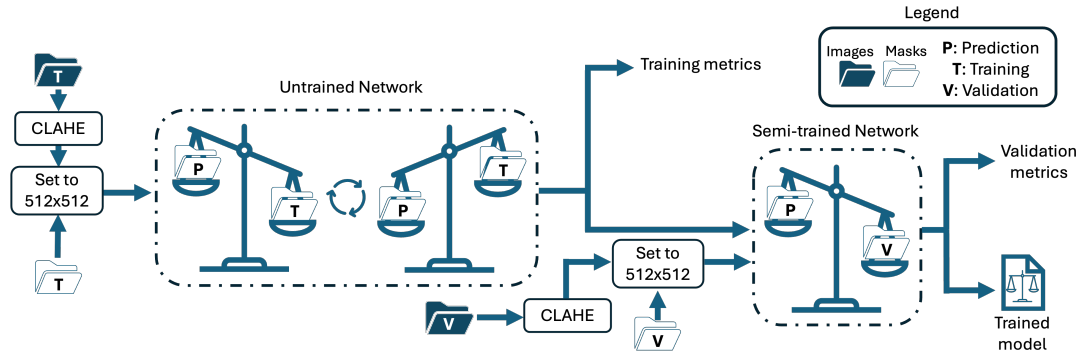 Legend
Images Masks
P: Prediction
T: Training
V: Validation
T
CLAHE
Set to
512x512
T
Untrained Network
P
T
P
T
Training metrics
V
CLAHE
Set to
512x512
V
Semi-trained Network
P
V
Validation
metrics
Trained
model